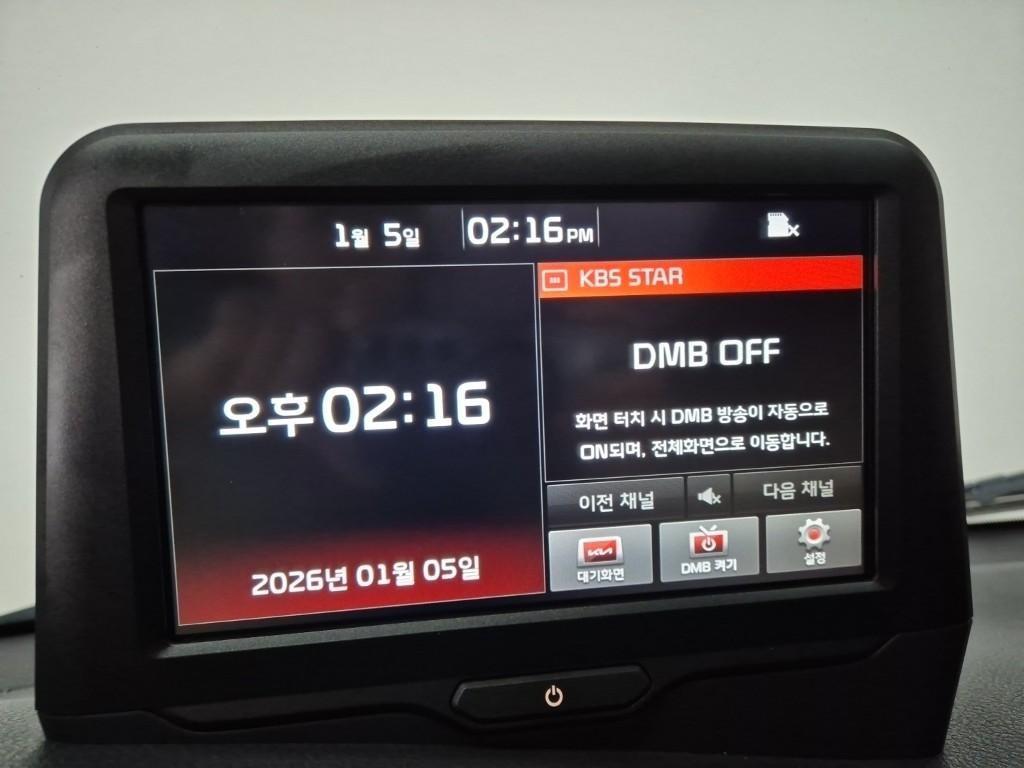 1월 5일
02:16 PM
KBS STAR
DMB OFF
화면 터치 시 DMB 방송이 자동으로
ON되며, 전체화면으로 이동합니다.
오후 02:16
2026년 01월 05일
이전 채널
다음 채널
KIA
대기화면
DMB 켜기
설정